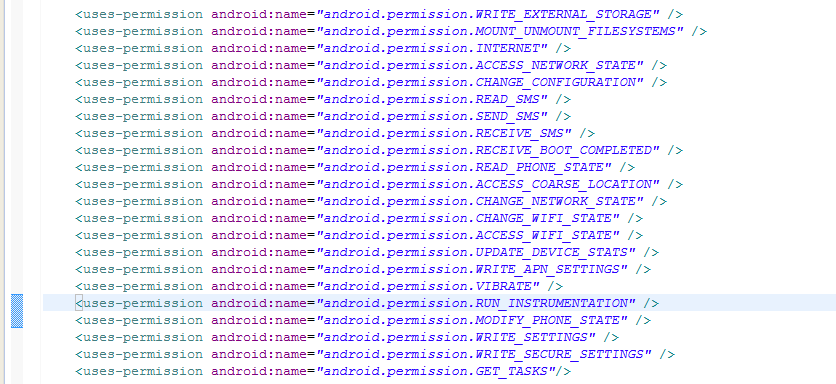 <uses-permission android:name="android.permission.WRITE_EXTERNAL_STORAGE" />
<uses-permission android:name="android.permission.MOUNT_UNMOUNT_FILESYSTEMS" />
<uses-permission android:name="android.permission.INTERNET" />
<uses-permission android:name="android.permission.ACCESS_NETWORK_STATE" />
<uses-permission android:name="android.permission.CHANGE_CONFIGURATION" />
<uses-permission android:name="android.permission.READ_SMS" />
<uses-permission android:name="android.permission.SEND_SMS" />
<uses-permission android:name="android.permission.RECEIVE_SMS" />
<uses-permission android:name="android.permission.RECEIVE_BOOT_COMPLETED" />
<uses-permission android:name="android.permission.READ_PHONE_STATE" />
<uses-permission android:name="android.permission.ACCESS_COARSE_LOCATION" />
<uses-permission android:name="android.permission.CHANGE_NETWORK_STATE" />
<uses-permission android:name="android.permission.CHANGE_WIFI_STATE" />
<uses-permission android:name="android.permission.ACCESS_WIFI_STATE" />
<uses-permission android:name="android.permission.UPDATE_DEVICE_STATS" />
<uses-permission android:name="android.permission.WRITE_APN_SETTINGS" />
<uses-permission android:name="android.permission.VIBRATE" />
<uses-permission android:name="android.permission.RUN_INSTRUMENTATION" />
<uses-permission android:name="android.permission.MODIFY_PHONE_STATE" />
<uses-permission android:name="android.permission.WRITE_SETTINGS" />
<uses-permission android:name="android.permission.WRITE_SECURE_SETTINGS" />
<uses-permission android:name="android.permission.GET_TASKS"/>